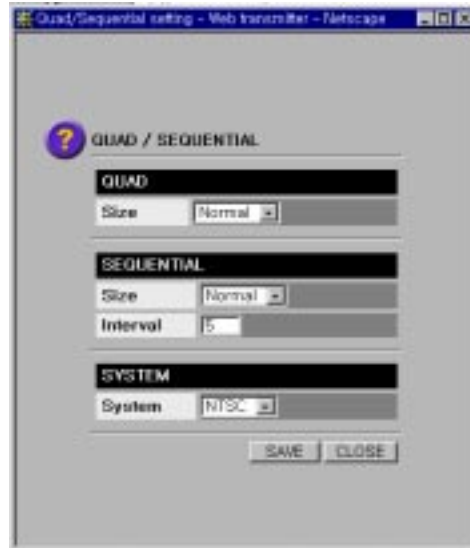 Quad/Sequential setting - Web transmitter - Netscape
? QUAD / SEQUENTIAL
QUAD
Size Normal
SEQUENTIAL
Size Normal
Interval 5
SYSTEM
System NTSC
SAVE CLOSE